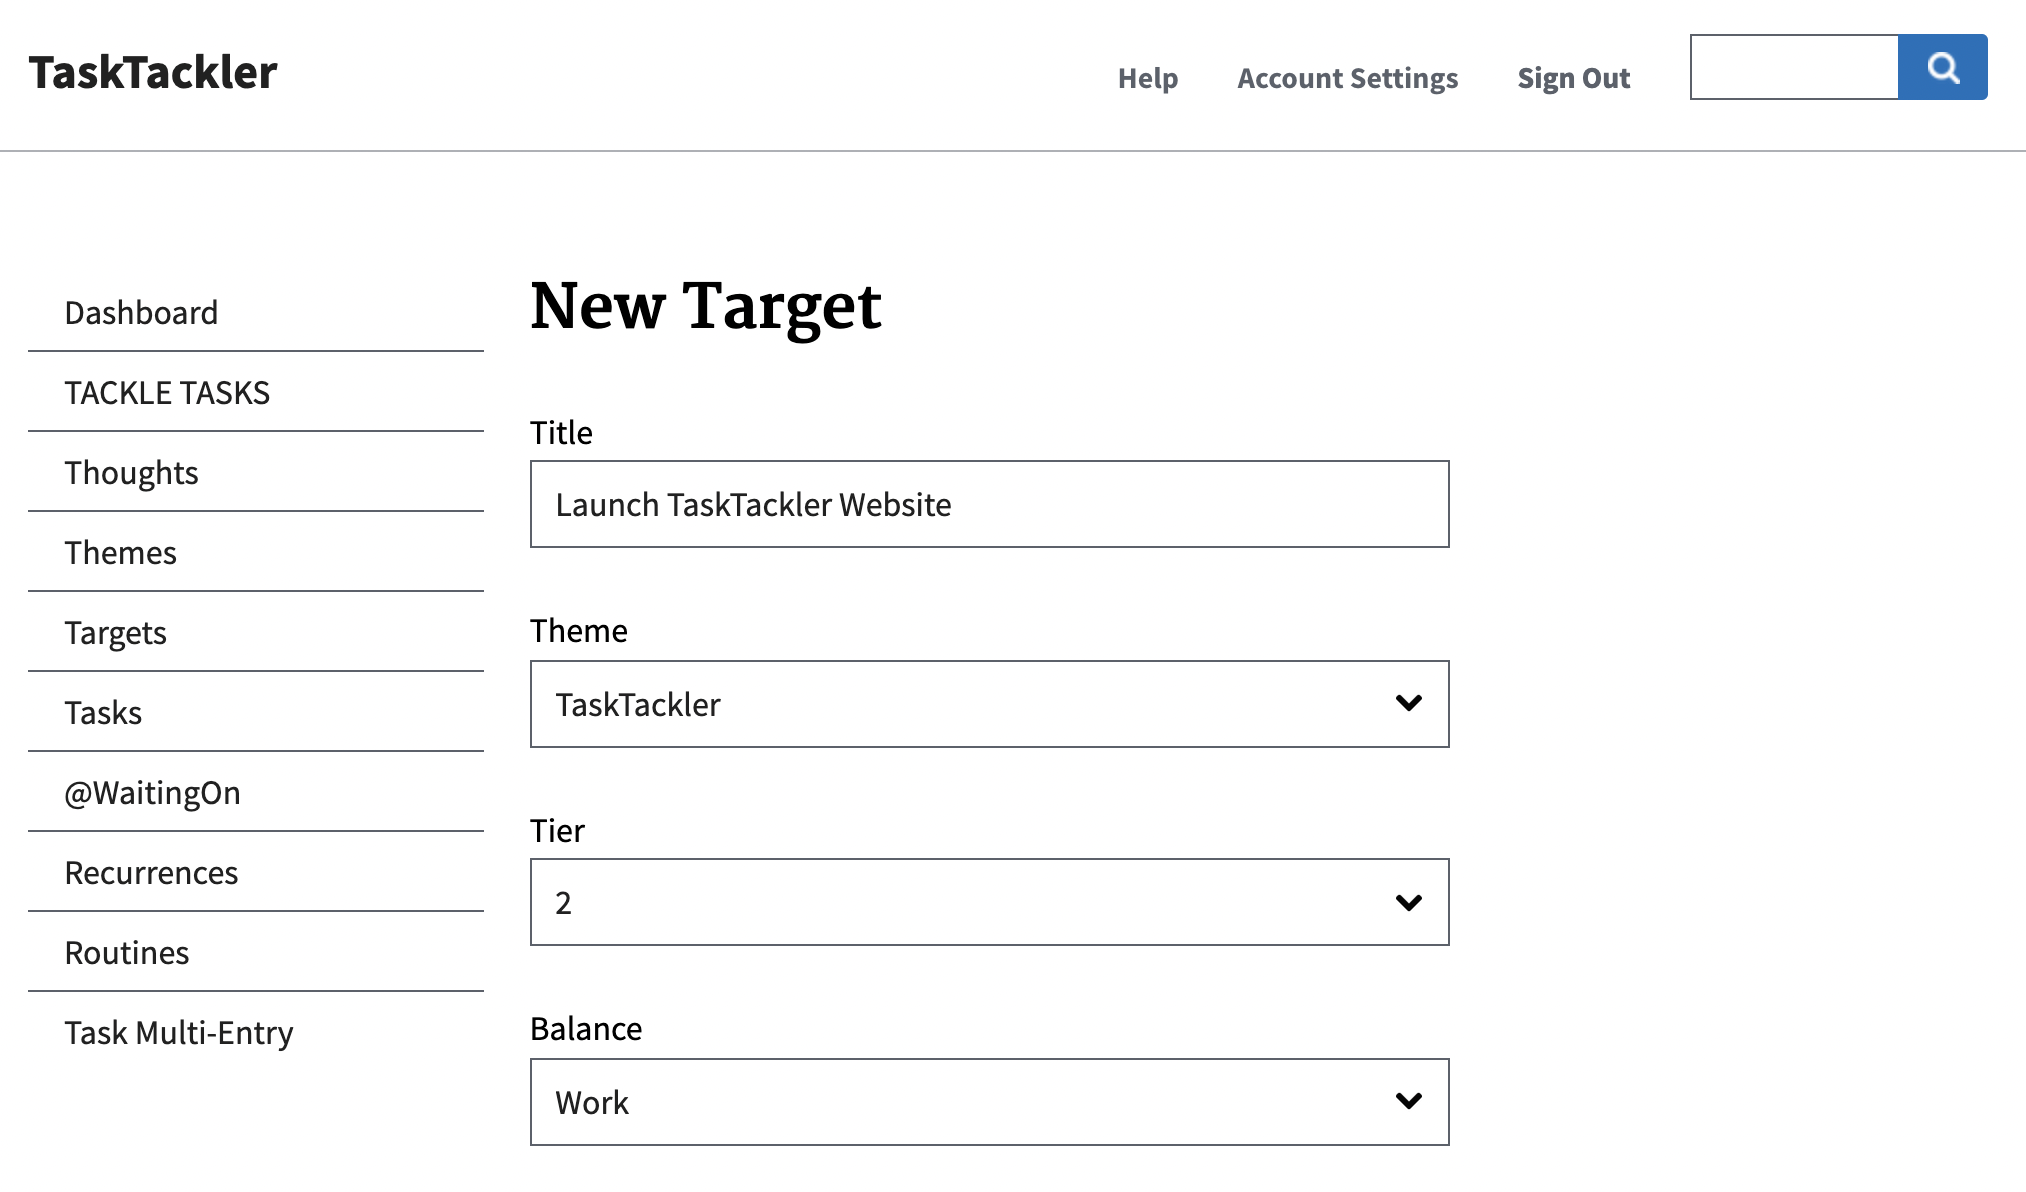 TaskTackler
Help
Account Settings
Sign Out
Dashboard
TACKLE TASKS
Thoughts
Themes
Targets
Tasks
@WaitingOn
Recurrences
Routines
Task Multi-Entry
New Target
Title
Launch TaskTackler Website
Theme
TaskTackler
Tier
2
Balance
Work